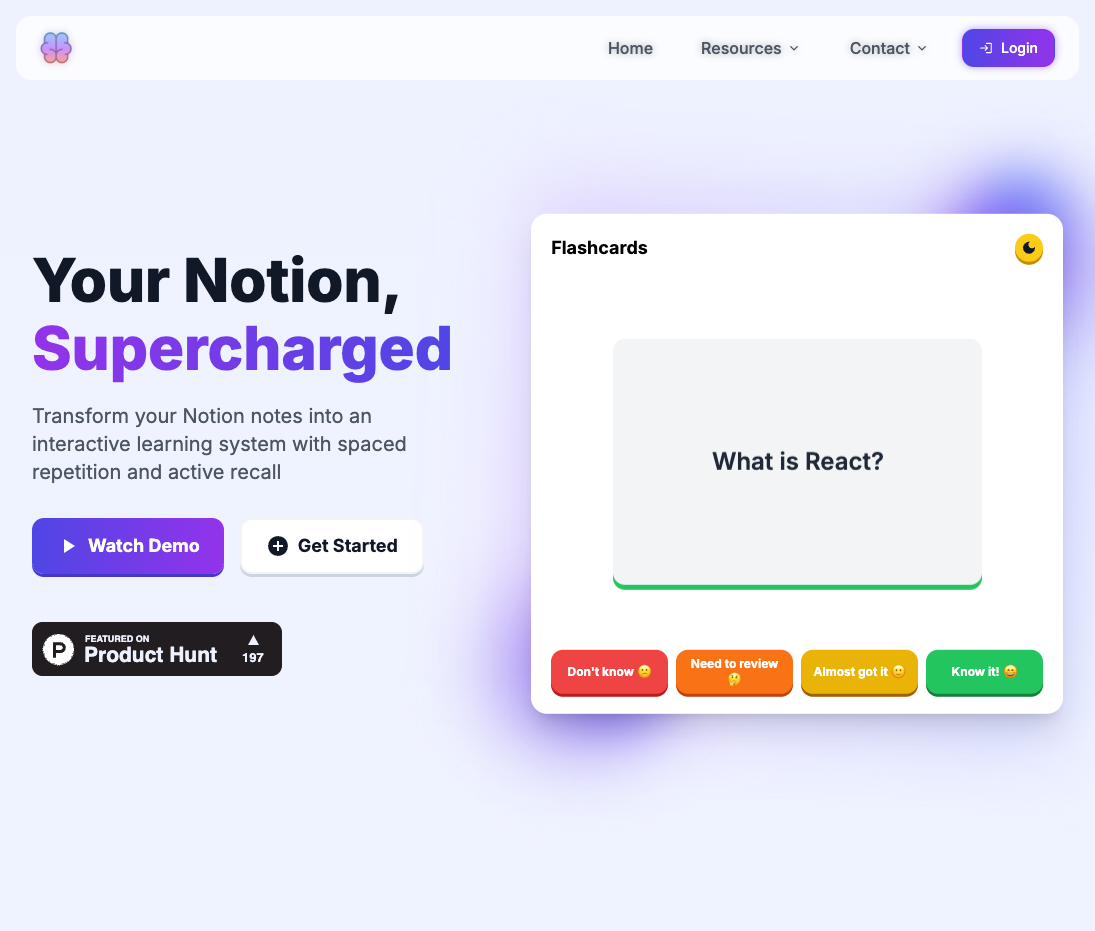 Home
Resources
Contact
Login
Your Notion,
Supercharged
Transform your Notion notes into an
interactive learning system with spaced
repetition and active recall
Watch Demo
Get Started
FEATURED ON
Product Hunt
P
197
Flashcards
What is React?
Don't know 😕
Need to review
🤔
Almost got it 🙂
Know it! 😄